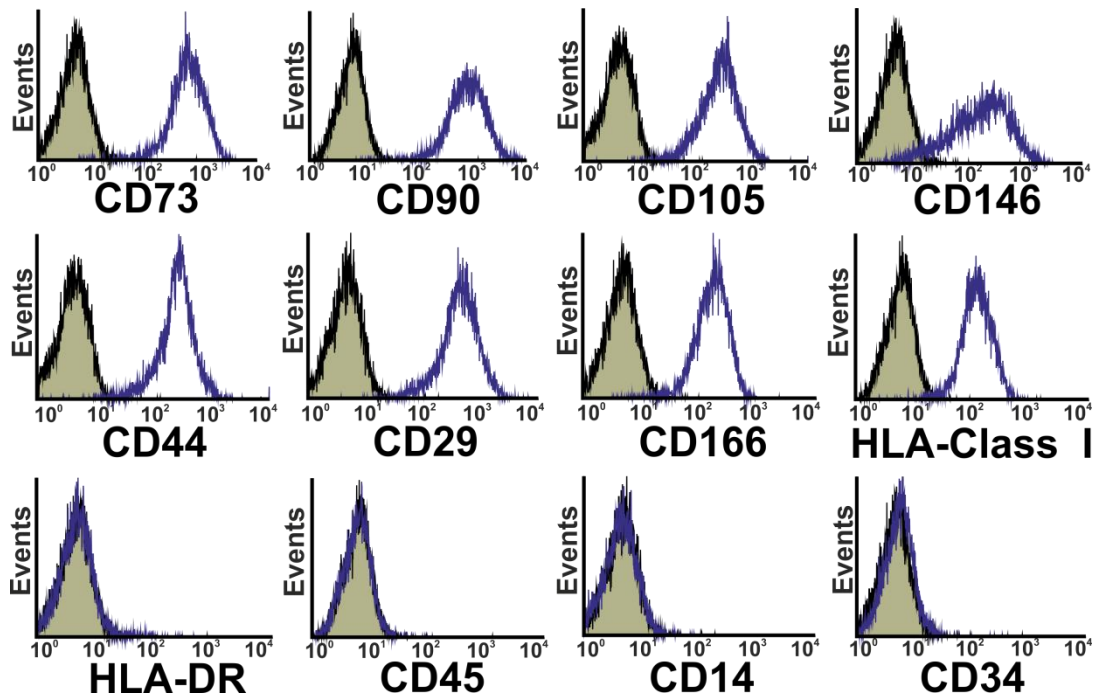 Events
10⁰ 10¹ 10² 10³ 10⁴
CD73
Events
10⁰ 10¹ 10² 10³ 10⁴
CD90
Events
10⁰ 10¹ 10² 10³ 10⁴
CD105
Events
10⁰ 10¹ 10² 10³ 10⁴
CD146
Events
10⁰ 10¹ 10² 10³ 10⁴
CD44
Events
10⁰ 10¹ 10² 10³ 10⁴
CD29
Events
10⁰ 10¹ 10² 10³ 10⁴
CD166
Events
10⁰ 10¹ 10² 10³ 10⁴
HLA-Class I
Events
10⁰ 10¹ 10² 10³ 10⁴
HLA-DR
Events
10⁰ 10¹ 10² 10³ 10⁴
CD45
Events
10⁰ 10¹ 10² 10³ 10⁴
CD14
Events
10⁰ 10¹ 10² 10³ 10⁴
CD34